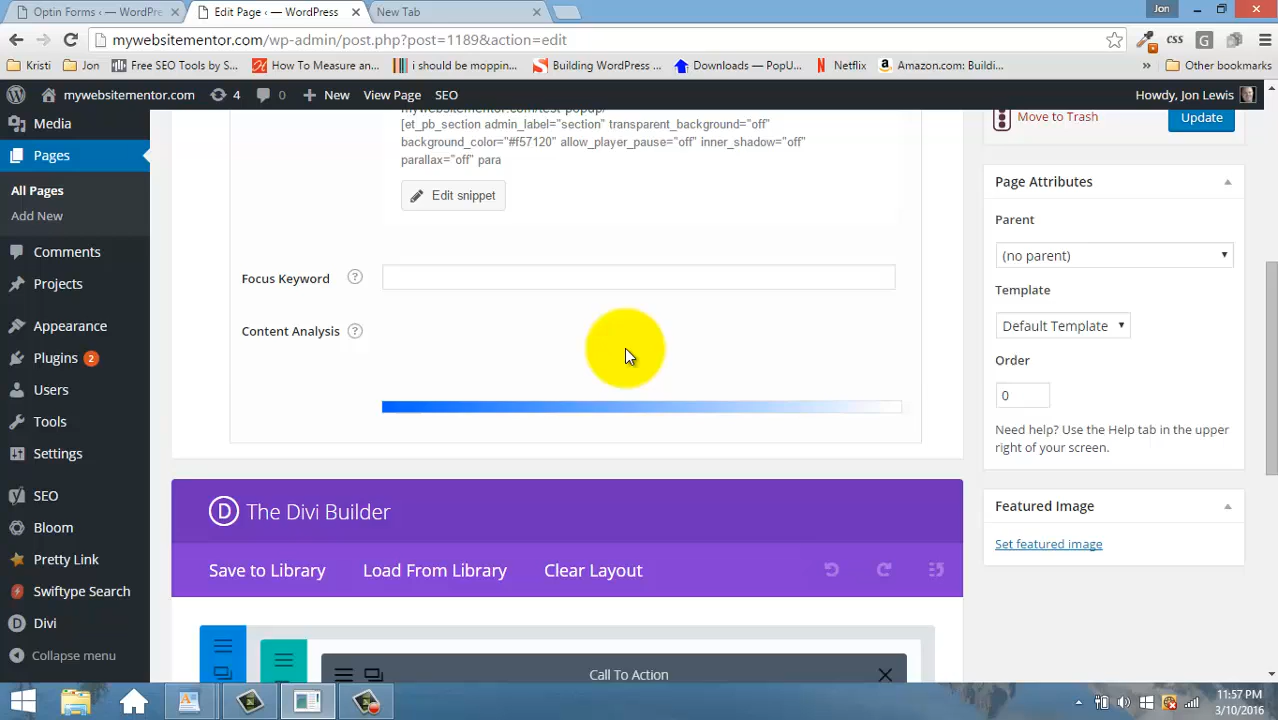 Optin Forms — WordPre
Edit Page ‹ — WordPress
New Tab
Jon
mywebsitementor.com/wp-admin/post.php?post=1189&action=edit
Kristi
Jon
Free SEO Tools by S...
How To Measure an...
i should be moppin...
Building WordPress ...
Downloads — PopU...
Netflix
Amazon.com: Buildi...
»
Other bookmarks
mywebsitementor.com
4
0
New
View Page
SEO
Howdy, Jon Lewis
Media
Pages
All Pages
Add New
Comments
Projects
Appearance
Plugins 2
Users
Tools
Settings
SEO
Bloom
Pretty Link
Swiftype Search
Divi
Collapse menu
[et_pb_section admin_label="section" transparent_background="off"
background_color="#f57120" allow_player_pause="off" inner_shadow="off"
parallax="off" para
Edit snippet
Focus Keyword ?
Content Analysis ?
D The Divi Builder
Save to Library
Load From Library
Clear Layout
Call To Action
Move to Trash
Update
Page Attributes
Parent
(no parent)
Template
Default Template
Order
0
Need help? Use the Help tab in the upper
right of your screen.
Featured Image
Set featured image
11:57 PM
3/10/2016